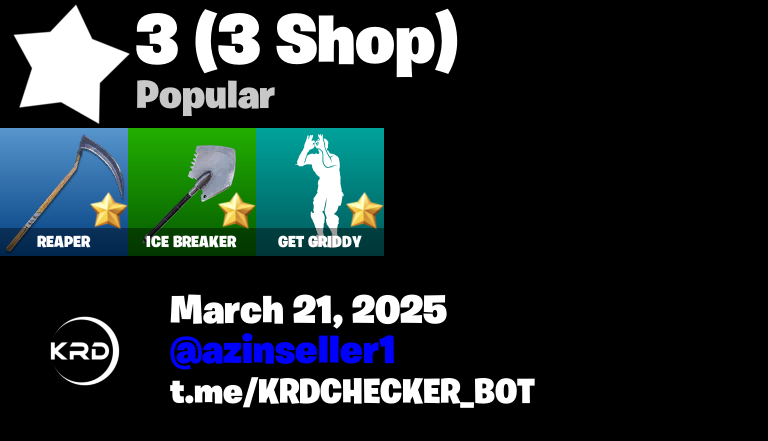 3 (3 Shop)
Popular
REAPER
ICE BREAKER
GET GRIDDY
KRD
March 21, 2025
@azinseller1
t.me/KRDCHECKER_BOT